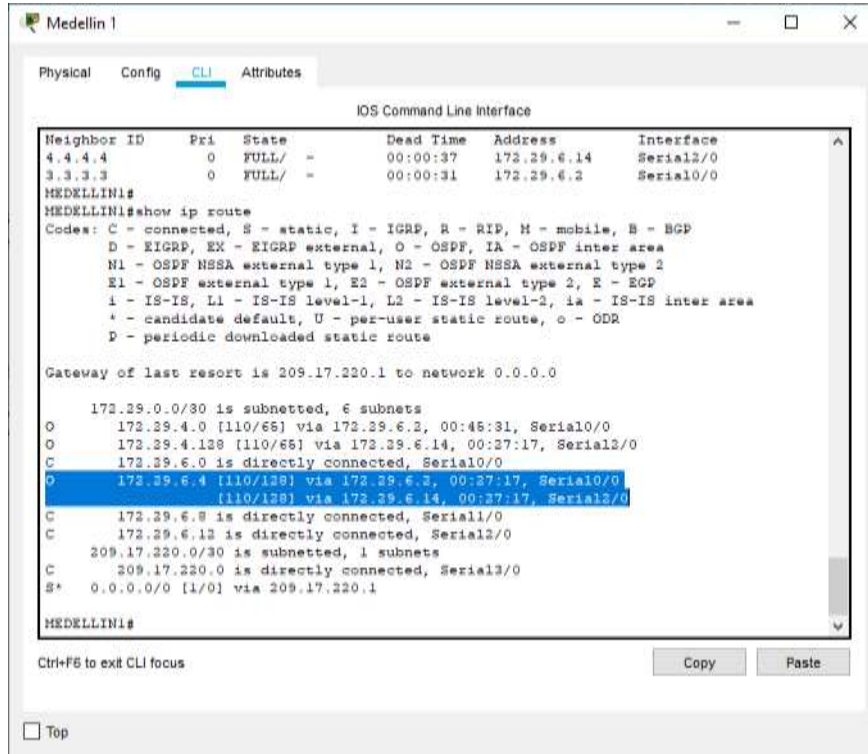 Medellin 1
Physical Config CLI Attributes
IOS Command Line Interface
Neighbor ID Pri State Dead Time Address Interface
4.4.4.4 0 FULL/ - 00:00:37 172.29.6.14 Serial2/0
3.3.3.3 0 FULL/ - 00:00:31 172.29.6.2 Serial0/0
MEDELLIN1#
MEDELLIN1#show ip route
Codes: C - connected, S - static, I - IGRP, R - RIP, M - mobile, B - BGP
D - EIGRP, EX - EIGRP external, O - OSPF, IA - OSPF inter area
N1 - OSPF NSSA external type 1, N2 - OSPF NSSA external type 2
E1 - OSPF external type 1, E2 - OSPF external type 2, E - EGP
i - IS-IS, L1 - IS-IS level-1, L2 - IS-IS level-2, ia - IS-IS inter area
* - candidate default, U - per-user static route, o - ODR
P - periodic downloaded static route
Gateway of last resort is 209.17.220.1 to network 0.0.0.0
172.29.0.0/30 is subnetted, 6 subnets
O 172.29.4.0 [110/65] via 172.29.6.2, 00:45:31, Serial0/0
O 172.29.4.128 [110/65] via 172.29.6.14, 00:27:17, Serial2/0
C 172.29.6.0 is directly connected, Serial0/0
O 172.29.6.4 [110/128] via 172.29.6.2, 00:27:17, Serial0/0
[110/128] via 172.29.6.14, 00:27:17, Serial2/0
C 172.29.6.8 is directly connected, Serial1/0
C 172.29.6.12 is directly connected, Serial2/0
209.17.220.0/30 is subnetted, 1 subnets
C 209.17.220.0 is directly connected, Serial3/0
S* 0.0.0.0/0 [1/0] via 209.17.220.1
MEDELLIN1#
Ctrl+F6 to exit CLI focus
Copy Paste
Top